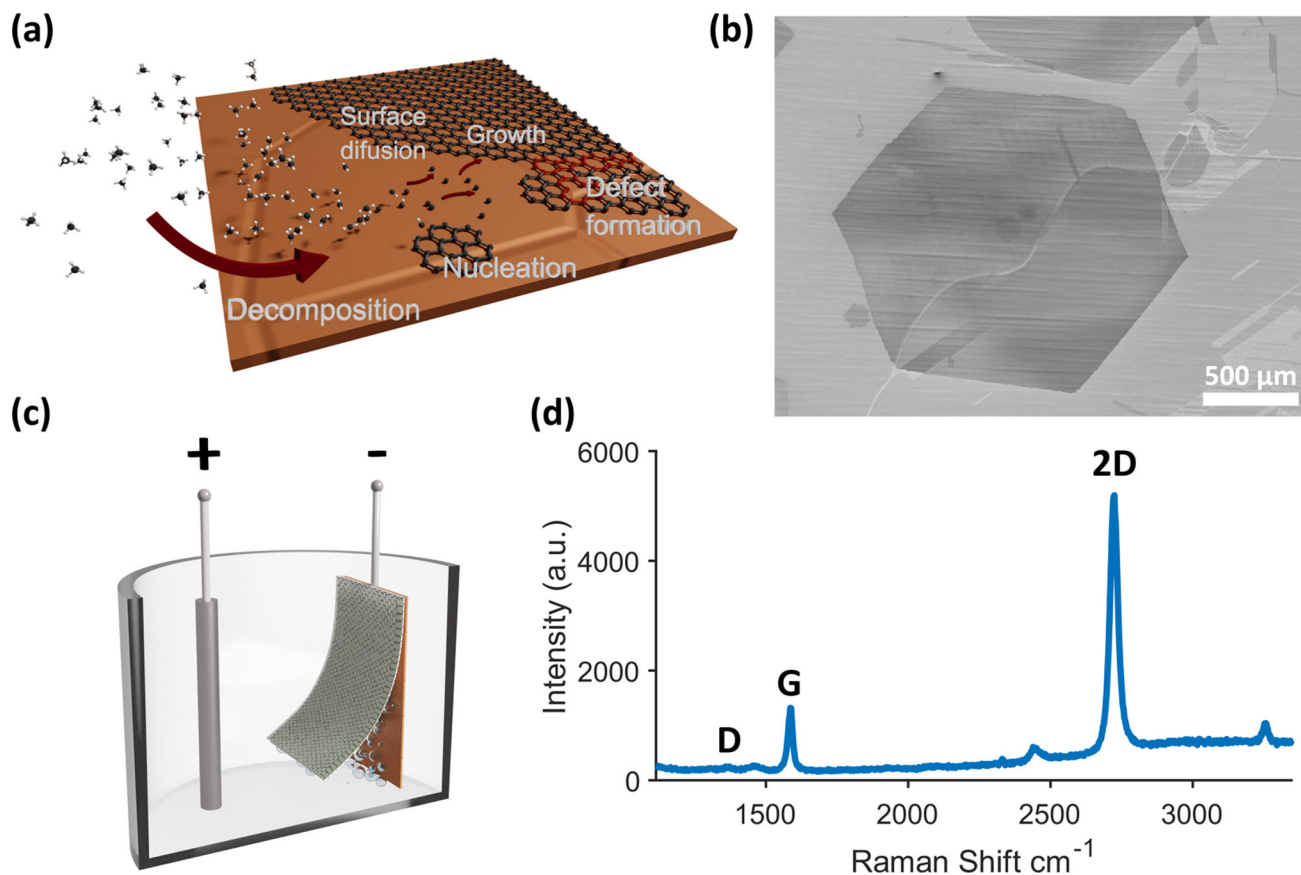 (a)
Surface
difusion
Growth
Defect
formation
Nucleation
Decomposition
(b)
500 µm
(c)
+
-
(d)
6000
4000
2000
0
Intensity (a.u.)
D
G
2D
1500
2000
2500
3000
Raman Shift cm⁻¹